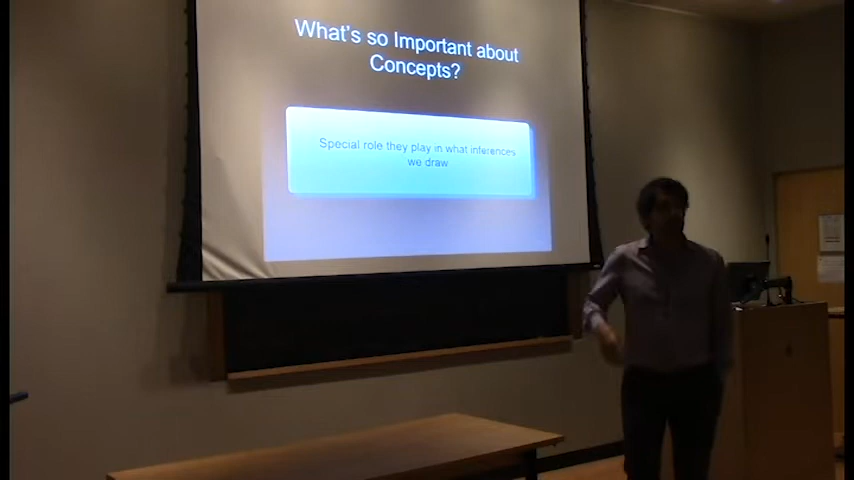 What's so Important about
Concepts?
Special role they play in what inferences
we draw